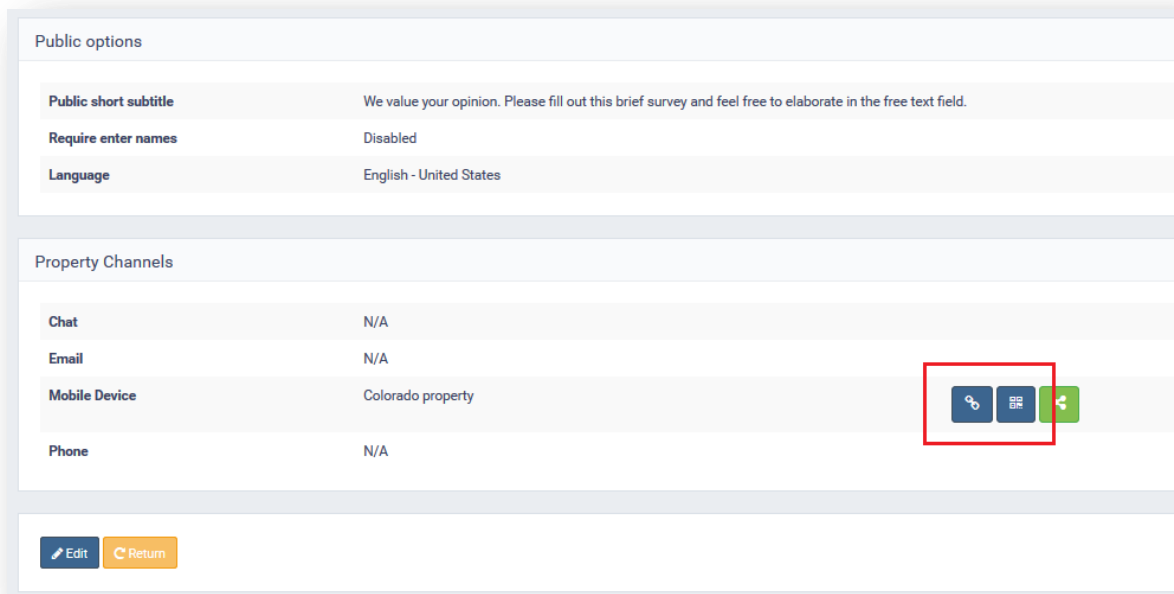 Public options
Public short subtitle We value your opinion. Please fill out this brief survey and feel free to elaborate in the free text field.
Require enter names Disabled
Language English - United States
Property Channels
Chat N/A
Email N/A
Mobile Device Colorado property
Phone N/A
Edit Return